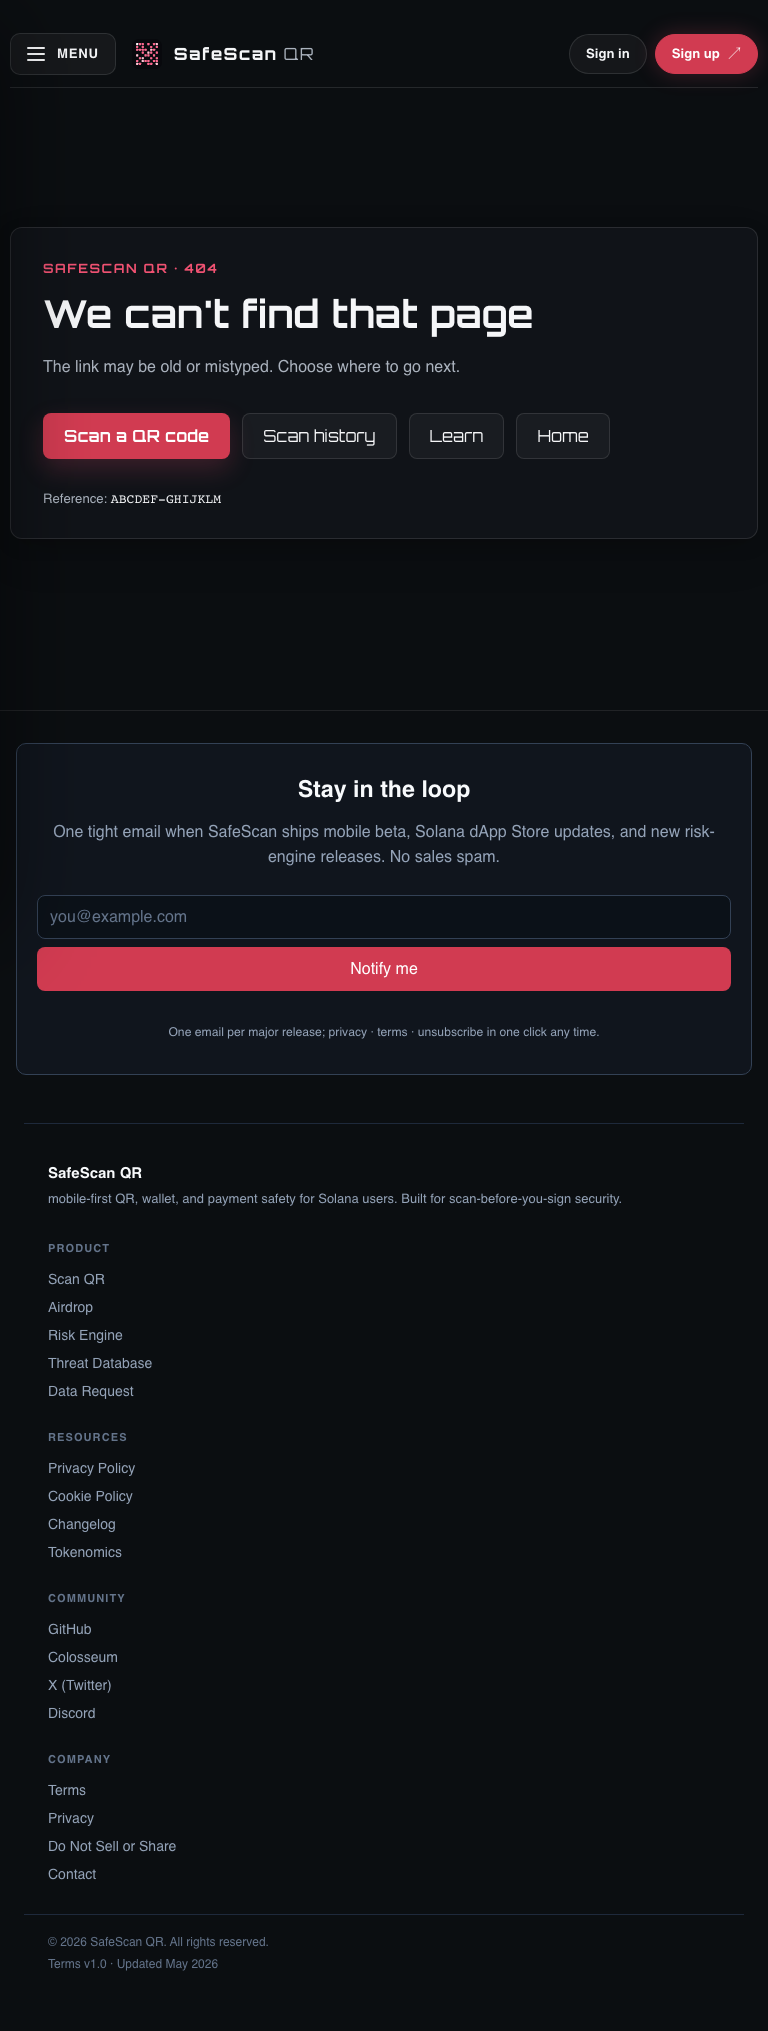 MENU
SafeScan QR
Sign in
Sign up ↗
SAFESCAN QR · 404
We can't find that page
The link may be old or mistyped. Choose where to go next.
Scan a QR code
Scan history
Learn
Home
Reference: ABCDEF-GHIJKLM
Stay in the loop
One tight email when SafeScan ships mobile beta, Solana dApp Store updates, and new risk-
engine releases. No sales spam.
you@example.com
Notify me
One email per major release; privacy · terms · unsubscribe in one click any time.
SafeScan QR
mobile-first QR, wallet, and payment safety for Solana users. Built for scan-before-you-sign security.
PRODUCT
Scan QR
Airdrop
Risk Engine
Threat Database
Data Request
RESOURCES
Privacy Policy
Cookie Policy
Changelog
Tokenomics
COMMUNITY
GitHub
Colosseum
X (Twitter)
Discord
COMPANY
Terms
Privacy
Do Not Sell or Share
Contact
© 2026 SafeScan QR. All rights reserved.
Terms v1.0 · Updated May 2026